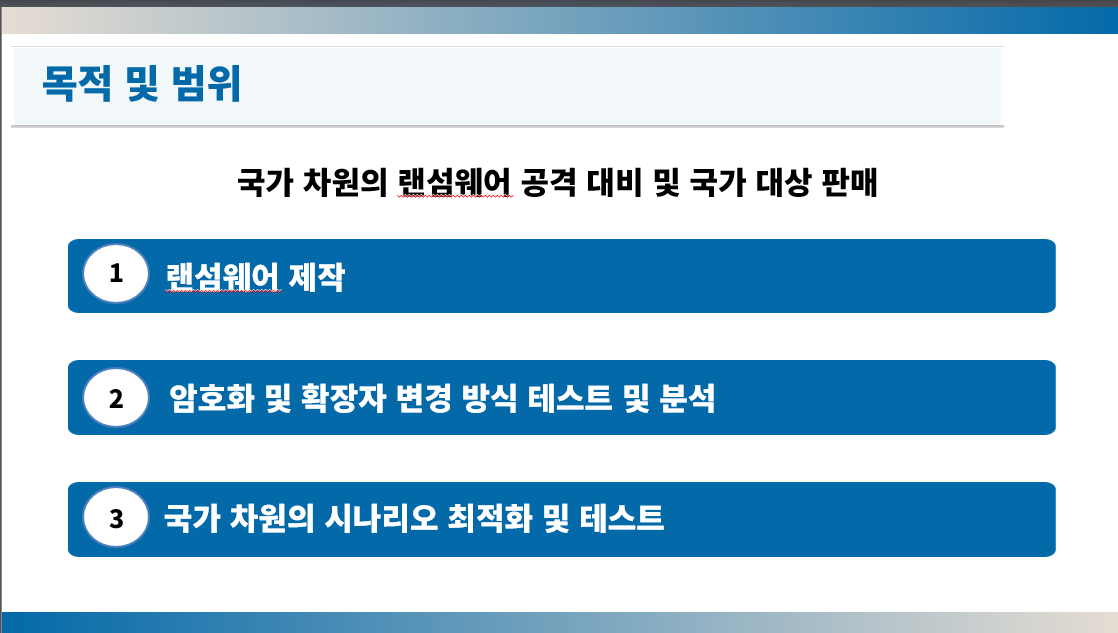 목적 및 범위
국가 차원의 랜섬웨어 공격 대비 및 국가 대상 판매
1 랜섬웨어 제작
2 암호화 및 확장자 변경 방식 테스트 및 분석
3 국가 차원의 시나리오 최적화 및 테스트